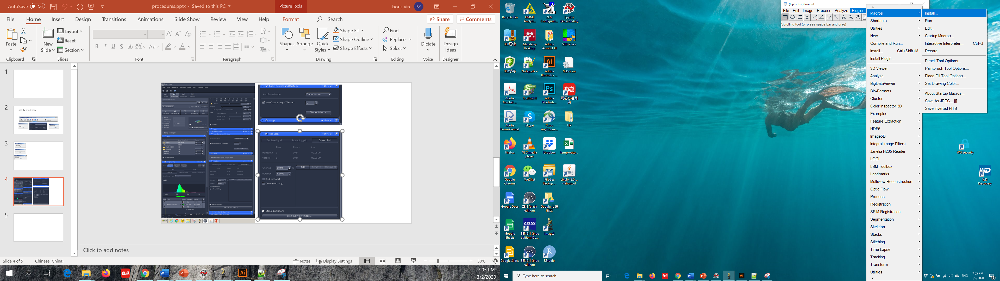 AutoSave Off
procedures.pptx - Saved to this PC
Picture Tools
boris yin BY
File Home Insert Design Transitions Animations Slide Show Review View Help Format Search
Share Comments
Paste
New Slide
Layout
Reset
Section
B I U S ab AV Aa A
Shapes Arrange Quick Styles
Shape Fill
Shape Outline
Shape Effects
Find
Replace
Select
Dictate
Design Ideas
Clipboard Slides Font Paragraph Drawing Editing Voice Designer
1
2
Load the sikulix code
3
4
5
Focus Devices and Strategy Show all
Autofocus Mode Fluorescence
Autofocus every n Tilescan 1
Test Autofocus
Stage Show all
Tile Scan Show all
Centered grid Bounding grid Convex hull
Tiles Pixels Size
Horizontal 1 1024 340.08 µm
Vertical 1 1024 340.08 µm
Overlap 10.00 % Add Remove Remove all
Rotation 0.0000
Bi-directional
Online stitching
Marked positions
Scan overview image ...
Click to add notes
Slide 4 of 5 Chinese (China)
Notes Display Settings 50%
7:05 PM
3/2/2020
Recycle Bin
KNIME Analyti...
ZEN Configurat...
Spyder (Anaconda3)
360压缩
Mendeley Desktop
Adobe Acrobat XI
SSD-Z.exe
360杀毒
Notepad++
Adobe Illustrator ...
SSD-Z.ini
Adobe Acrobat ...
Scaffold 4
Adobe Photosh...
网易有道词典
Adobe FormsCentral
Skype
Cisco AnyConne...
HP
Firefox
VLC media player
Dropbox
temp-outp...
Google Chrome
WeChat
FileGee Backup ...
sikulix-2.0.... - Shortcut
Google Docs
ZEN (black edition)
Google 云端硬盘
Google Sheets
ZEN 3.1 (blue edition) Do...
ImageJ
Google Slides
ZEN 3.1 (blue edition)
RStudio
WD Security
WD Discovery
(Fiji Is Just) ImageJ
File Edit Image Process Analyze Plugins
Scrolling tool (or press space bar and drag)
Macros
Shortcuts
Utilities
New
Compile and Run...
Install... Ctrl+Shift+M
Install PlugIn...
3D Viewer
Analyze
BigDataViewer
Bio-Formats
Cluster
Color Inspector 3D
Examples
Feature Extraction
HDF5
Image5D
Integral Image Filters
Janelia H265 Reader
LOCI
LSM Toolbox
Landmarks
Multiview Reconstruction
Optic Flow
Process
Registration
SPIM Registration
Segmentation
Skeleton
Stacks
Stitching
Time Lapse
Tracking
Transform
Utilities
Install...
Run...
Edit...
Startup Macros...
Interactive Interpreter... Ctrl+J
Record...
Pencil Tool Options...
Paintbrush Tool Options...
Flood Fill Tool Options...
Set Drawing Color...
About Startup Macros...
Save As JPEG... [j]
Save Inverted FITS
Type here to search
ENG
7:05 PM
3/2/2020